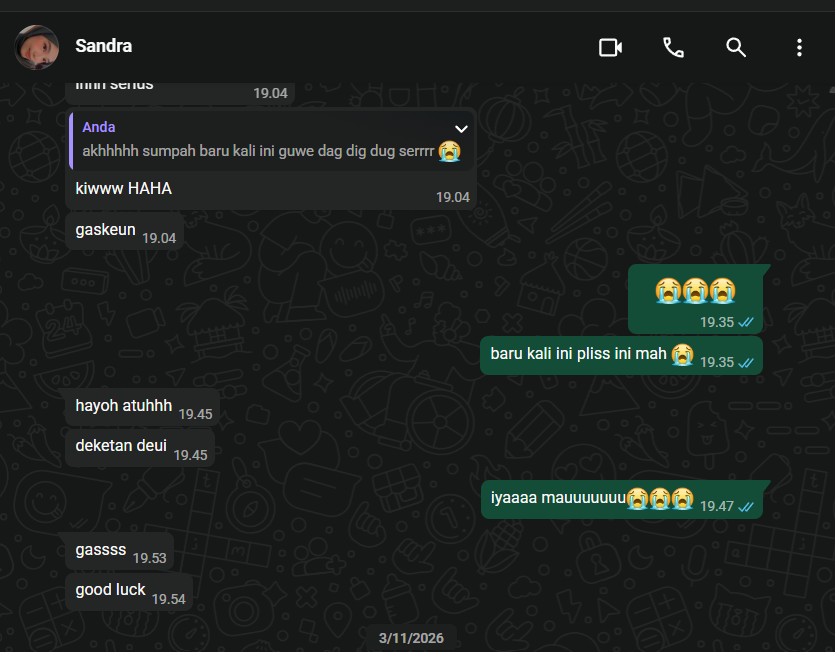 Sandra
ihhh serius
19.04
Anda
akhhhhh sumpah baru kali ini guwe dag dig dug serrrr 😭
kiwww HAHA
19.04
gaskeun 19.04
😭😭😭
19.35
baru kali ini pliss ini mah 😭 19.35
hayoh atuhhh 19.45
deketan deui 19.45
iyaaaa mauuuuuuu😭😭😭 19.47
gassss 19.53
good luck 19.54
3/11/2026